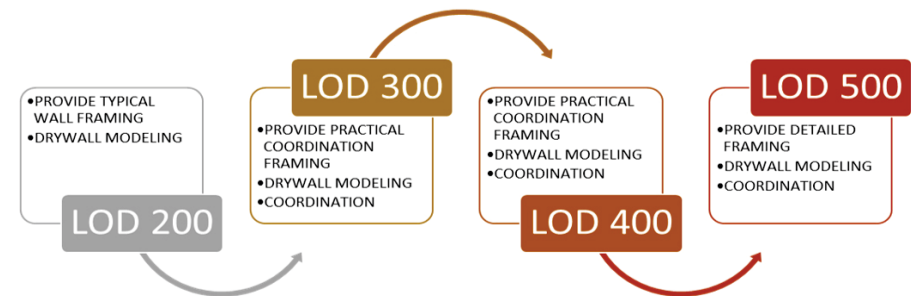 •PROVIDE TYPICAL
WALL FRAMING
•DRYWALL MODELING
LOD 200
LOD 300
•PROVIDE PRACTICAL
COORDINATION
FRAMING
•DRYWALL MODELING
•COORDINATION
•PROVIDE PRACTICAL
COORDINATION
FRAMING
•DRYWALL MODELING
•COORDINATION
LOD 400
LOD 500
•PROVIDE DETAILED
FRAMING
•DRYWALL MODELING
•COORDINATION